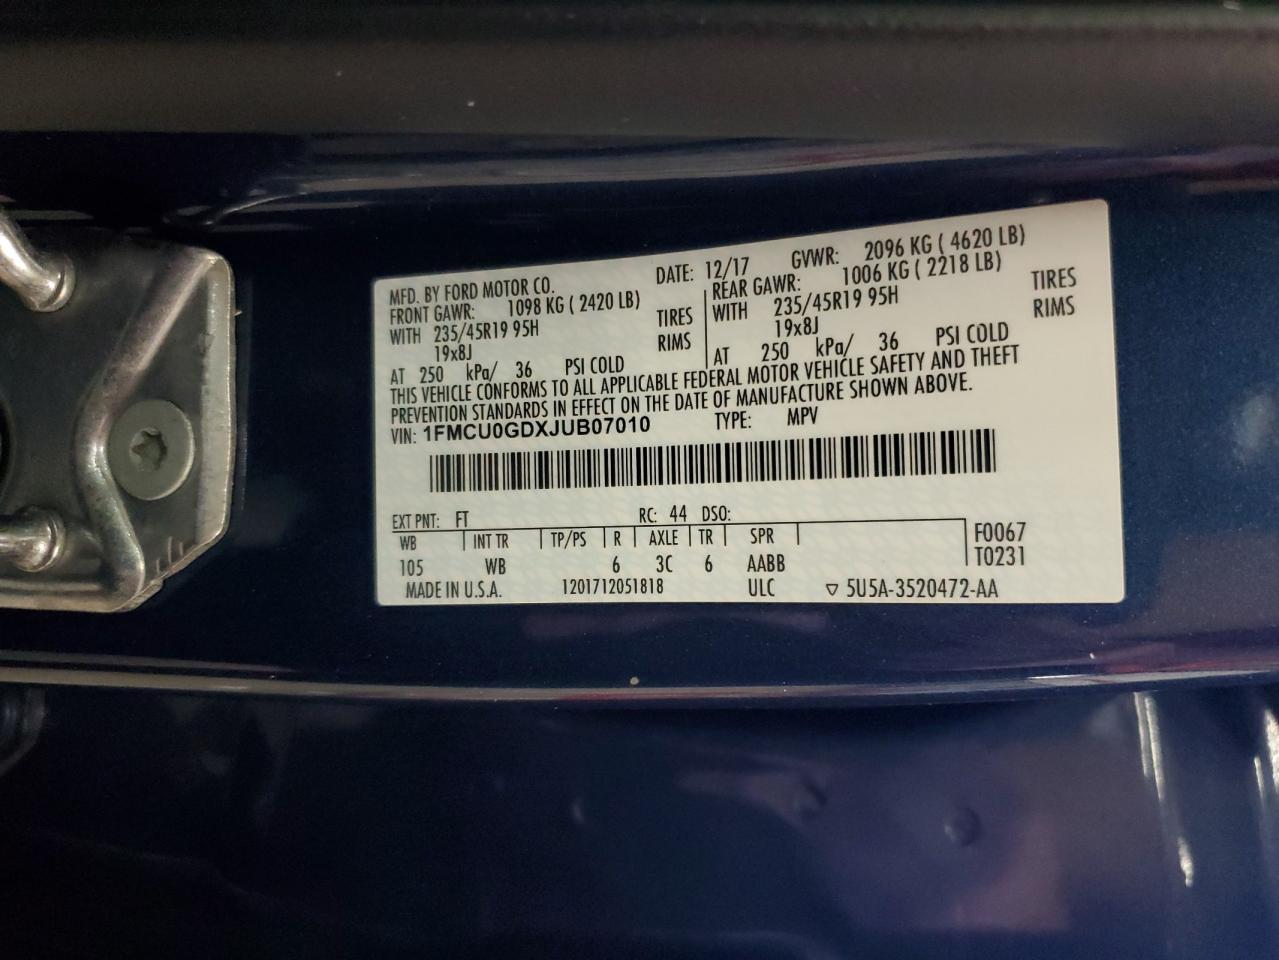 MFD. BY FORD MOTOR CO. DATE: 12/17 GVWR: 2096 KG ( 4620 LB)
FRONT GAWR: 1098 KG ( 2420 LB) REAR GAWR: 1006 KG ( 2218 LB)
WITH 235/45R19 95H TIRES WITH 235/45R19 95H TIRES
19x8J RIMS 19x8J RIMS
AT 250 kPa/ 36 PSI COLD AT 250 kPa/ 36 PSI COLD
THIS VEHICLE CONFORMS TO ALL APPLICABLE FEDERAL MOTOR VEHICLE SAFETY AND THEFT
PREVENTION STANDARDS IN EFFECT ON THE DATE OF MANUFACTURE SHOWN ABOVE.
VIN: 1FMCU0GDXJUB07010 TYPE: MPV
EXT PNT: FT RC: 44 DSO:
WB INT TR TP/PS R AXLE TR SPR F0067
105 WB 6 3C 6 AABB T0231
MADE IN U.S.A. 1201712051818 ULC ▽ 5U5A-3520472-AA